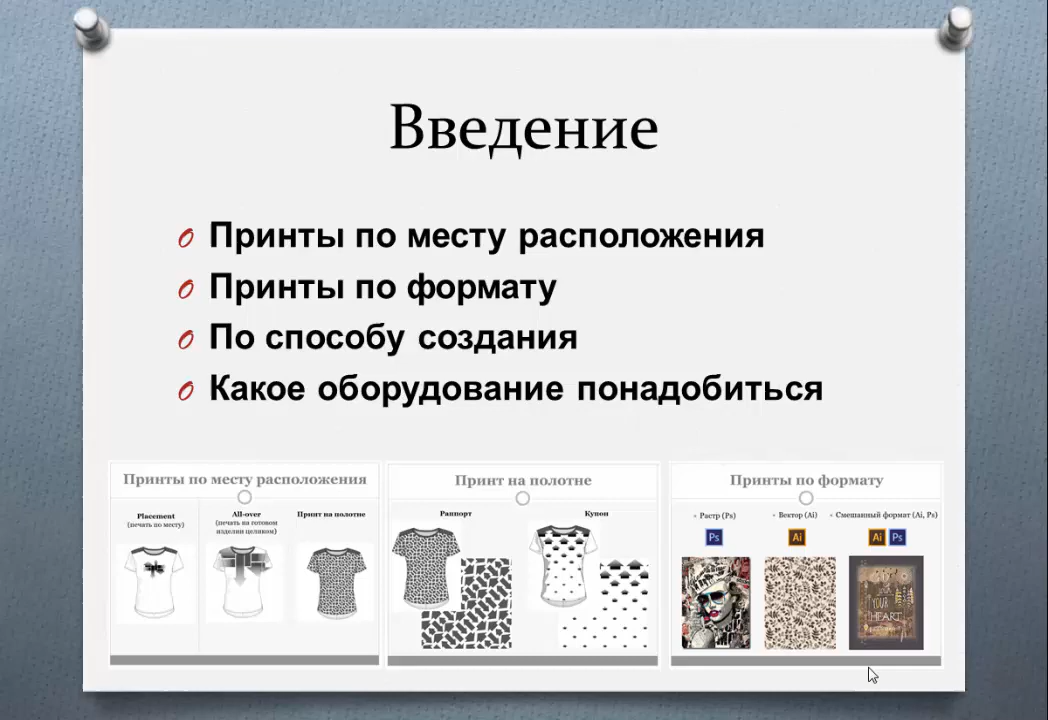 Введение
Принты по месту расположения
Принты по формату
По способу создания
Какое оборудование понадобиться
Принты по месту расположения
Placement
(печать по месту)
All-over
(печать на готовом
изделии целиком)
Принт на полотне
Принт на полотне
Раппорт
Купон
Принты по формату
Растр (Ps)
Вектор (Ai)
Смешанный формат (Ai, Ps)
Ps
Ai
Ai
Ps
YOUR
HEART